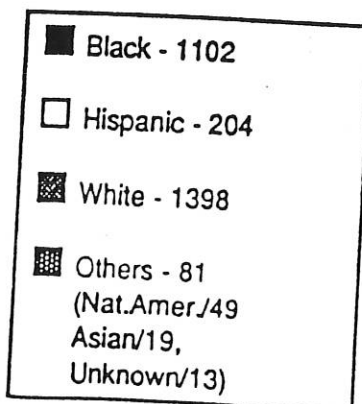 Black - 1102
Hispanic - 204
White - 1398
Others - 81
(Nat.Amer./49
Asian/19,
Unknown/13)